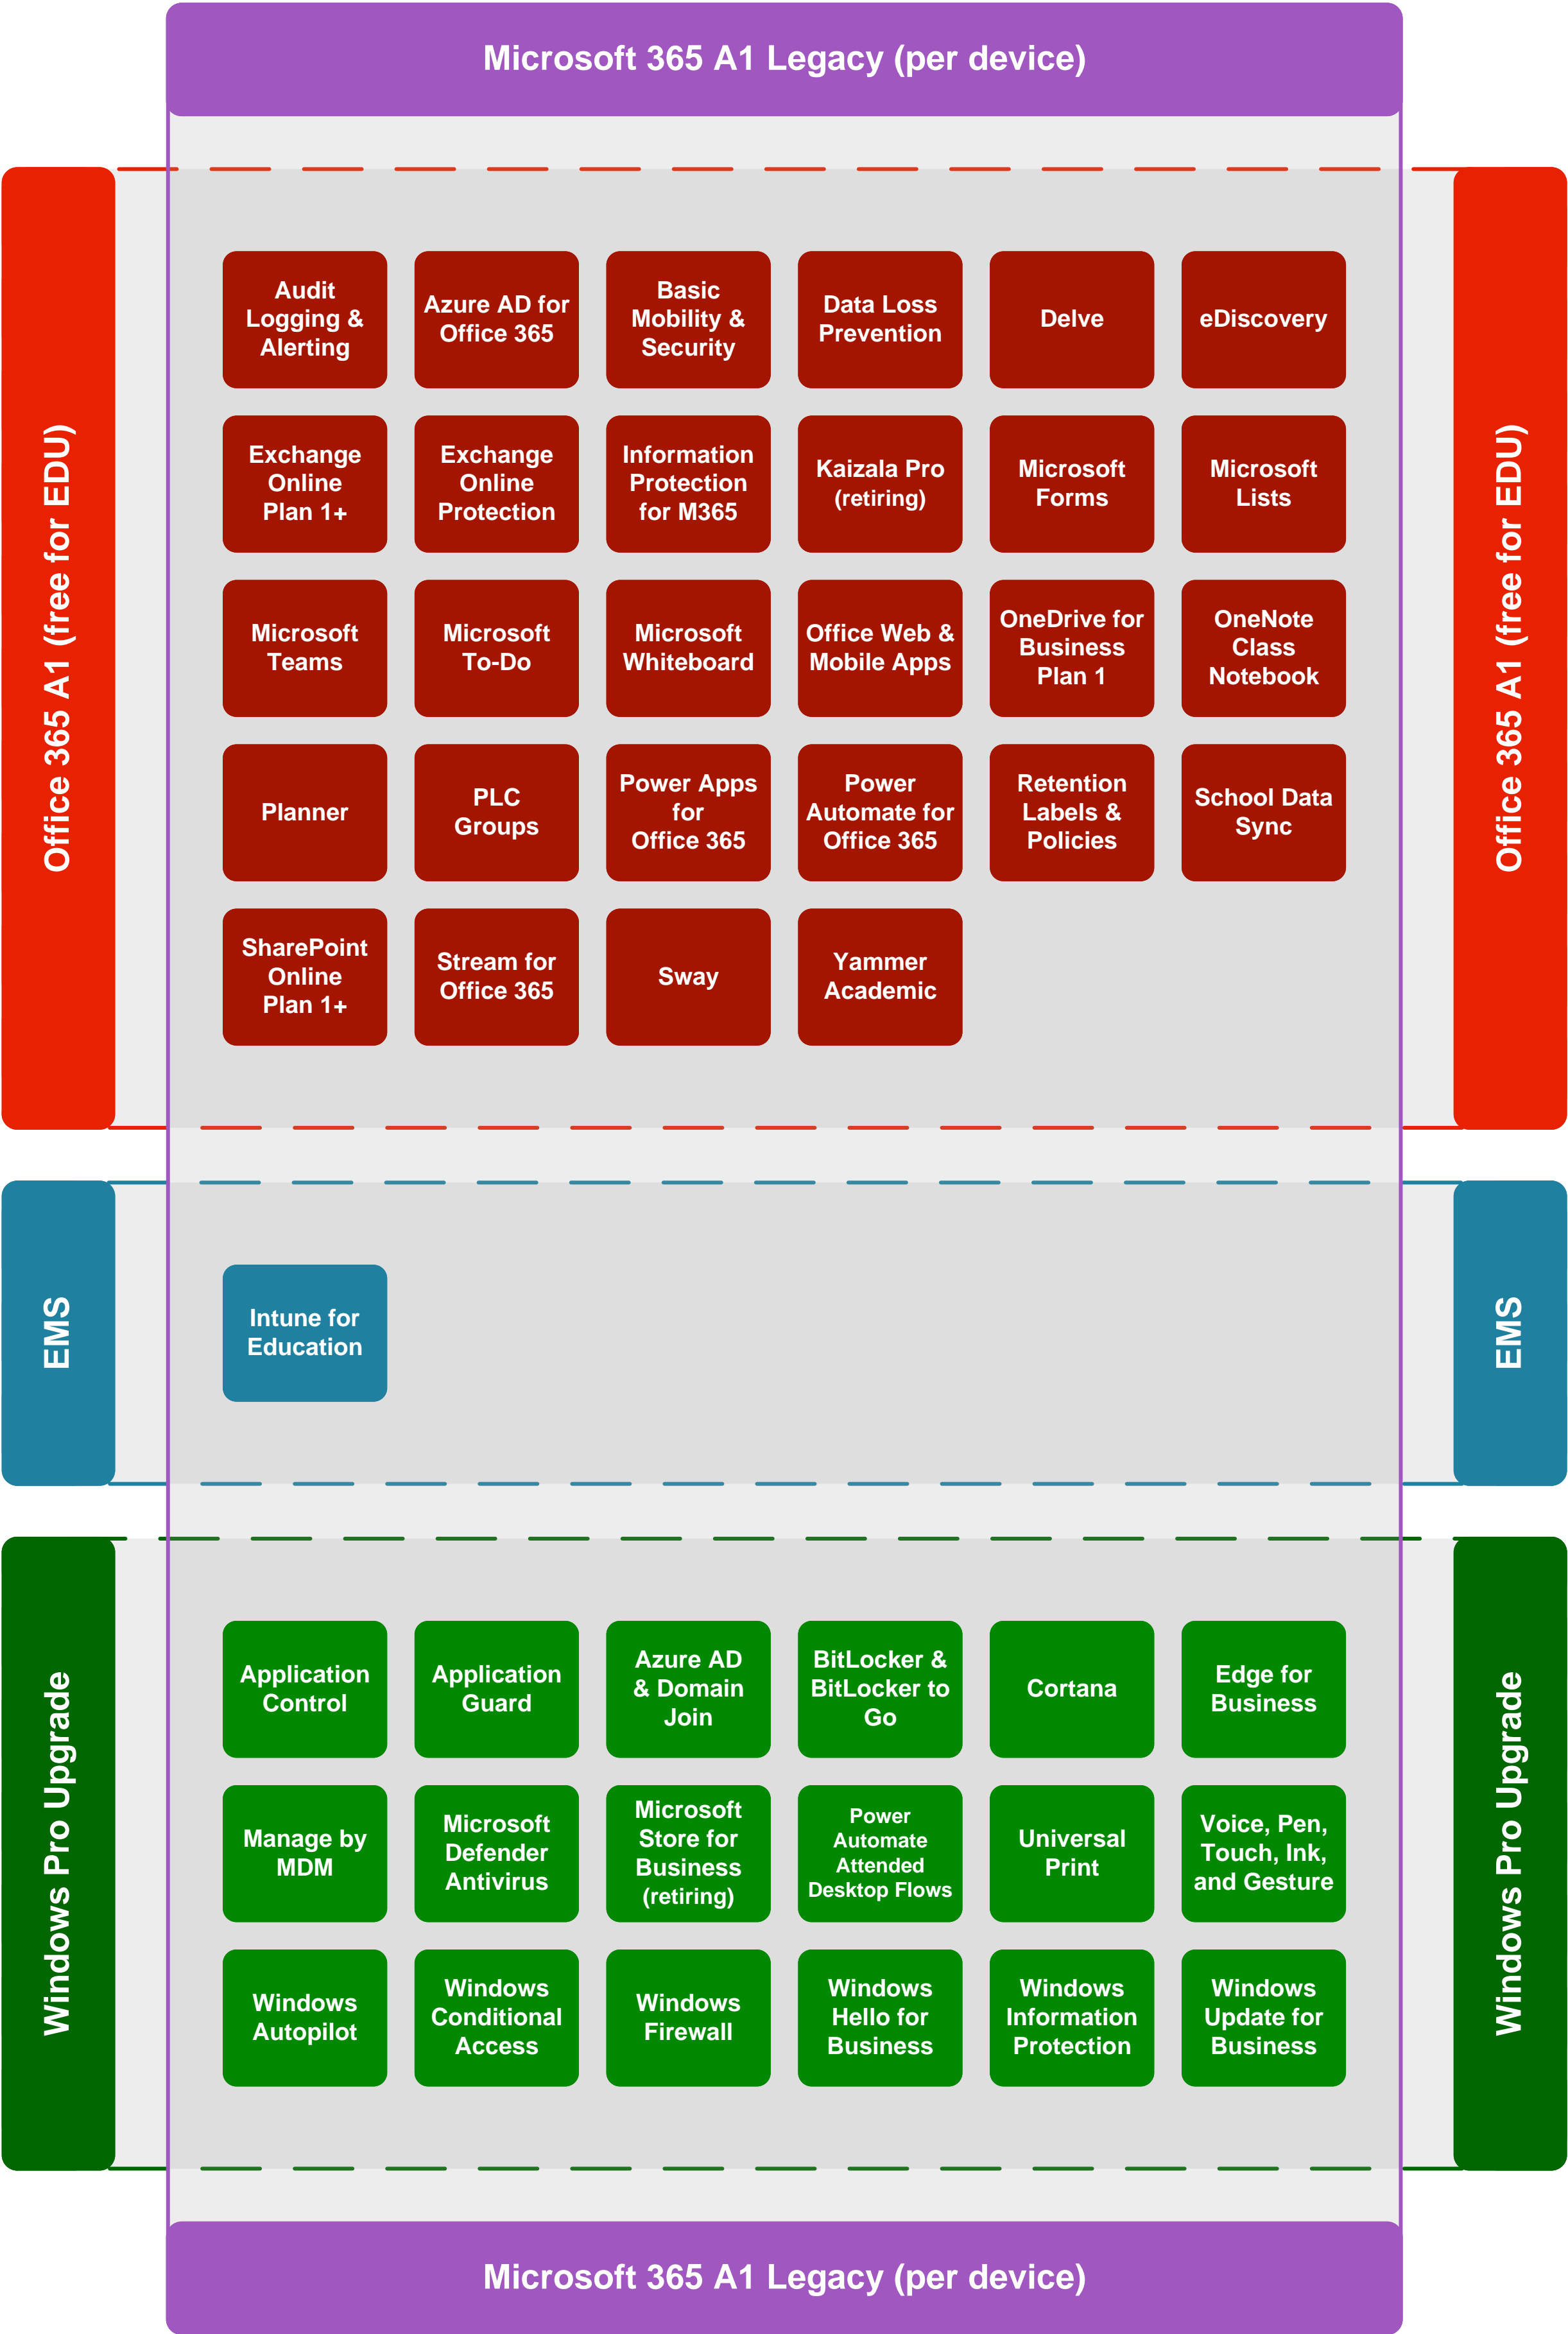 Microsoft 365 A1 Legacy (per device)
Office 365 A1 (free for EDU)
Audit
Logging &
Alerting
Azure AD for
Office 365
Basic
Mobility &
Security
Data Loss
Prevention
Delve
eDiscovery
Exchange
Online
Plan 1+
Exchange
Online
Protection
Information
Protection
for M365
Kaizala Pro
(retiring)
Microsoft
Forms
Microsoft
Lists
Microsoft
Teams
Microsoft
To-Do
Microsoft
Whiteboard
Office Web &
Mobile Apps
OneDrive for
Business
Plan 1
OneNote
Class
Notebook
Planner
PLC
Groups
Power Apps
for
Office 365
Power
Automate for
Office 365
Retention
Labels &
Policies
School Data
Sync
SharePoint
Online
Plan 1+
Stream for
Office 365
Sway
Yammer
Academic
Office 365 A1 (free for EDU)
EMS
Intune for
Education
EMS
Windows Pro Upgrade
Application
Control
Application
Guard
Azure AD
& Domain
Join
BitLocker &
BitLocker to
Go
Cortana
Edge for
Business
Manage by
MDM
Microsoft
Defender
Antivirus
Microsoft
Store for
Business
(retiring)
Power
Automate
Attended
Desktop Flows
Universal
Print
Voice, Pen,
Touch, Ink,
and Gesture
Windows
Autopilot
Windows
Conditional
Access
Windows
Firewall
Windows
Hello for
Business
Windows
Information
Protection
Windows
Update for
Business
Windows Pro Upgrade
Microsoft 365 A1 Legacy (per device)